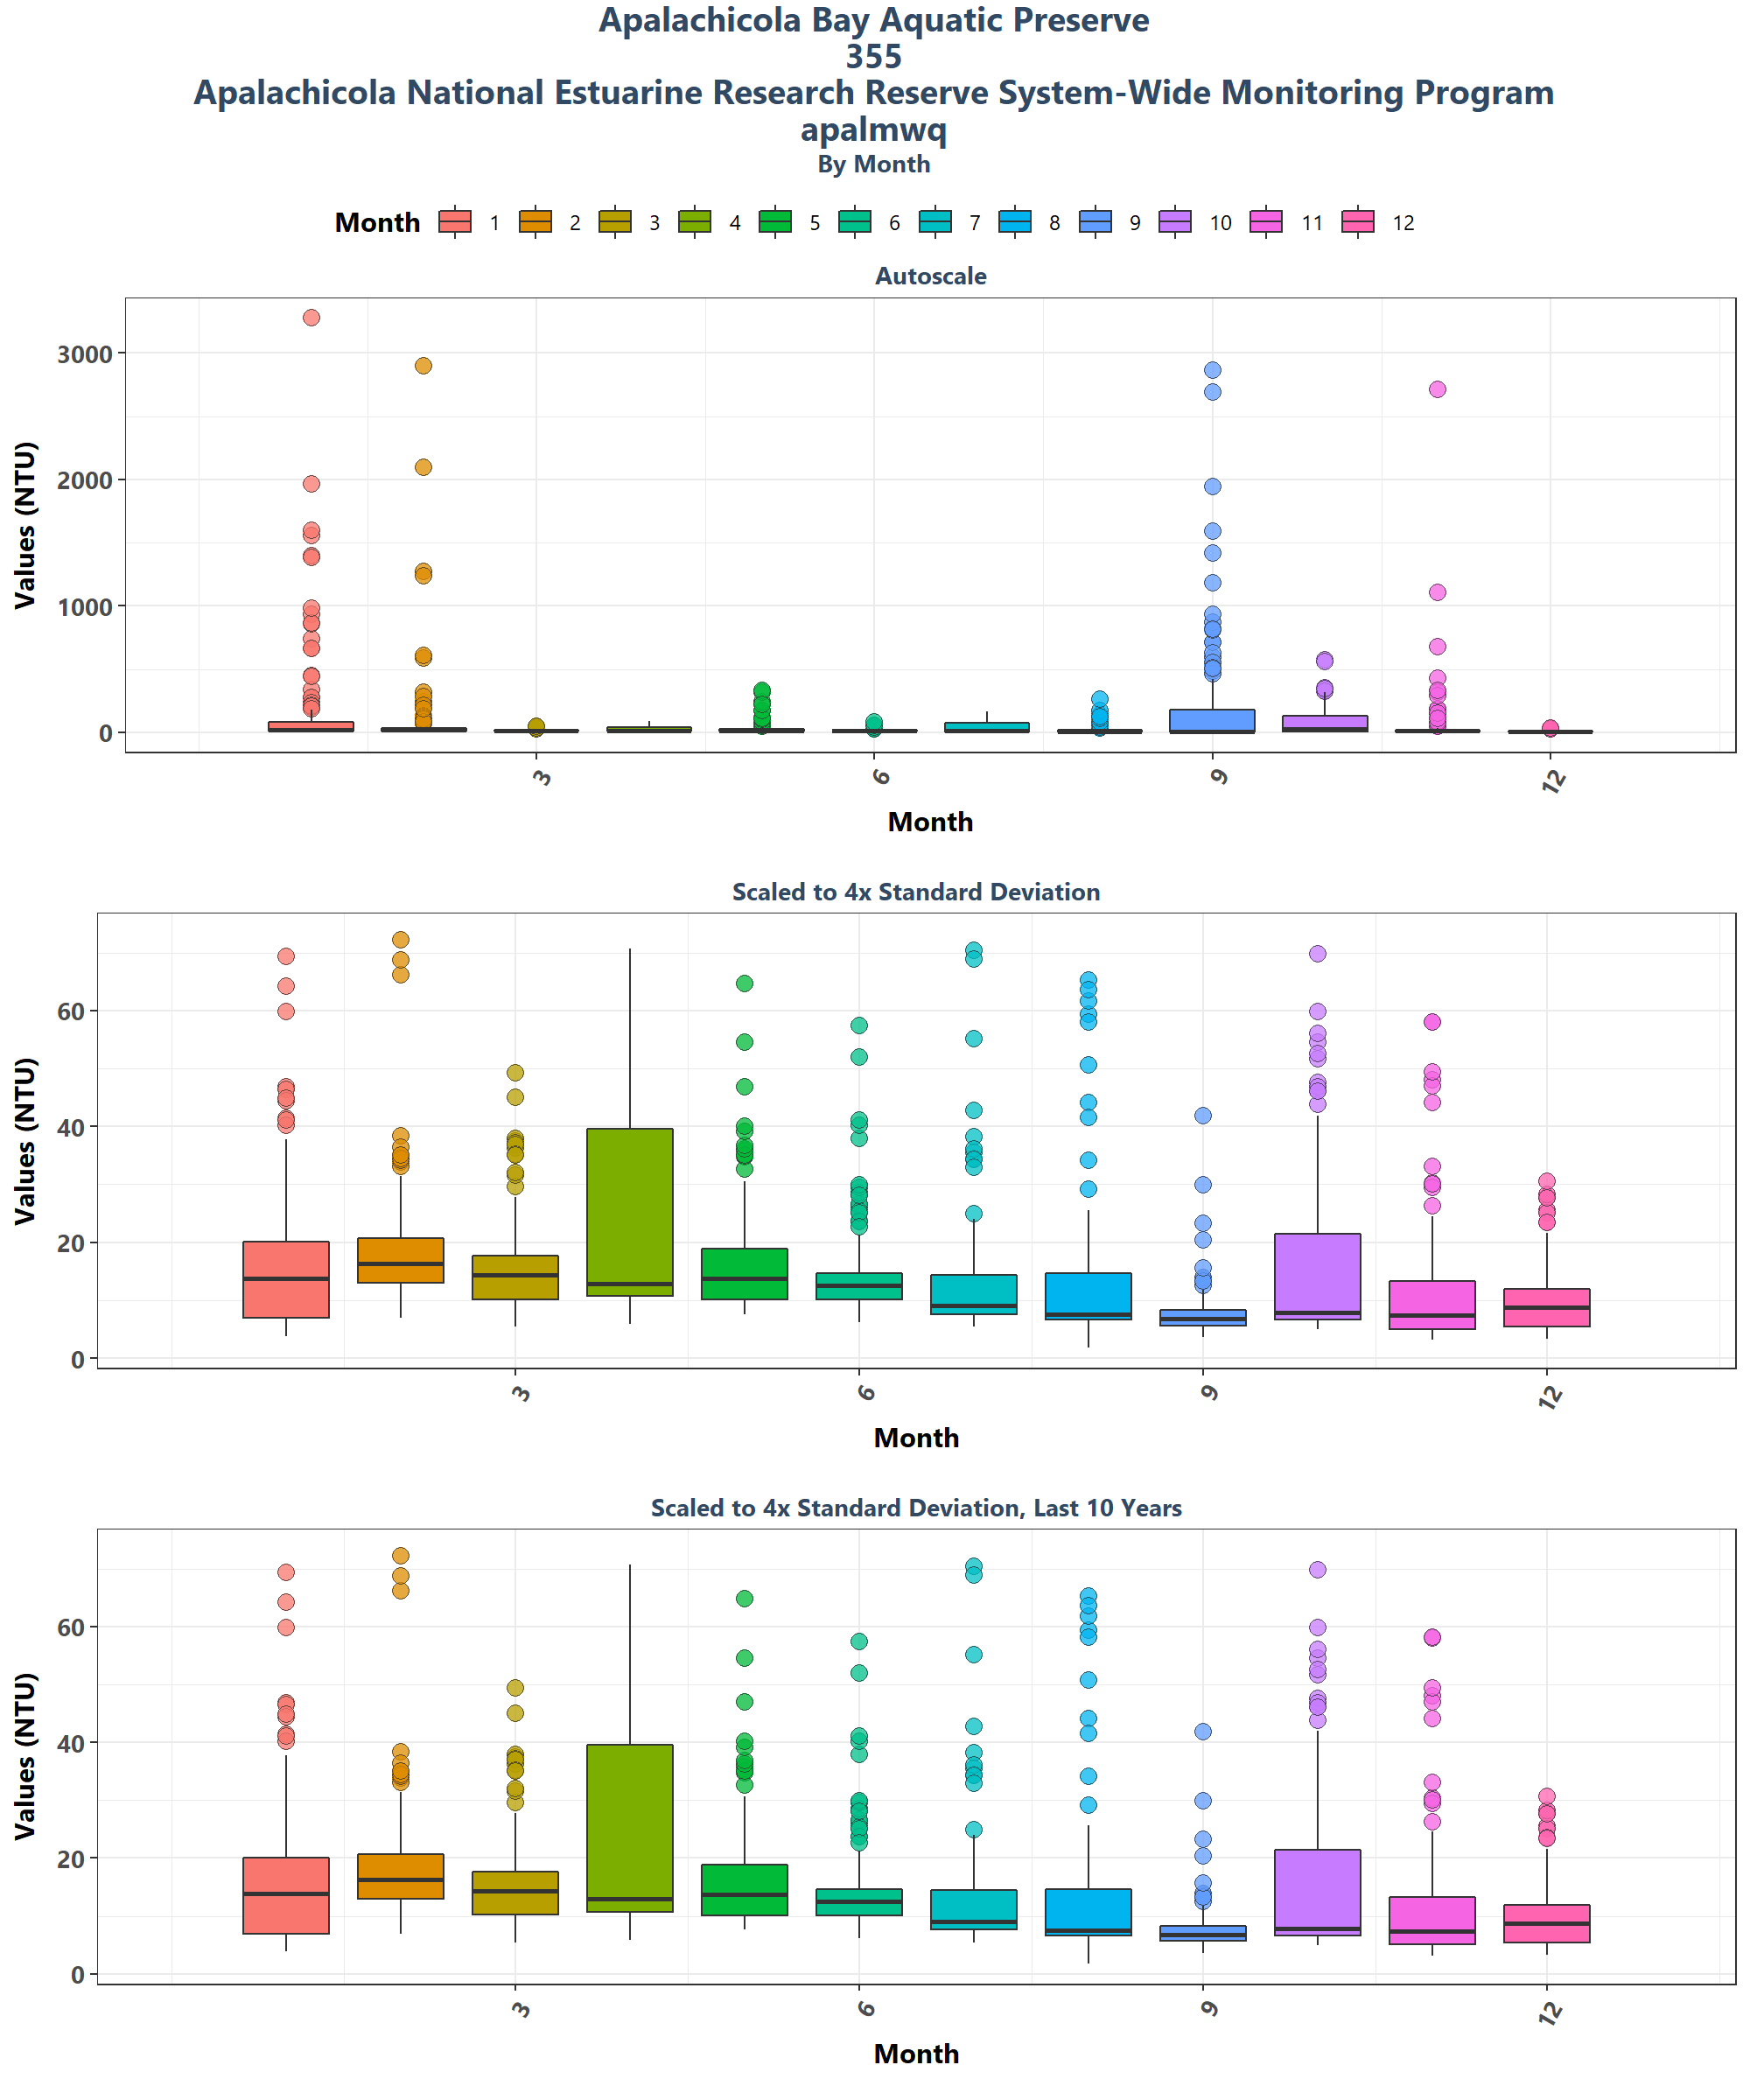 Apalachicola Bay Aquatic Preserve
355
Apalachicola National Estuarine Research Reserve System-Wide Monitoring Program
apalmwq
By Month
Month 1 2 3 4 5 6 7 8 9 10 11 12
Autoscale
Values (NTU)
3000
2000
1000
0
3 6 9 12
Month
Scaled to 4x Standard Deviation
Values (NTU)
60
40
20
0
3 6 9 12
Month
Scaled to 4x Standard Deviation, Last 10 Years
Values (NTU)
60
40
20
0
3 6 9 12
Month